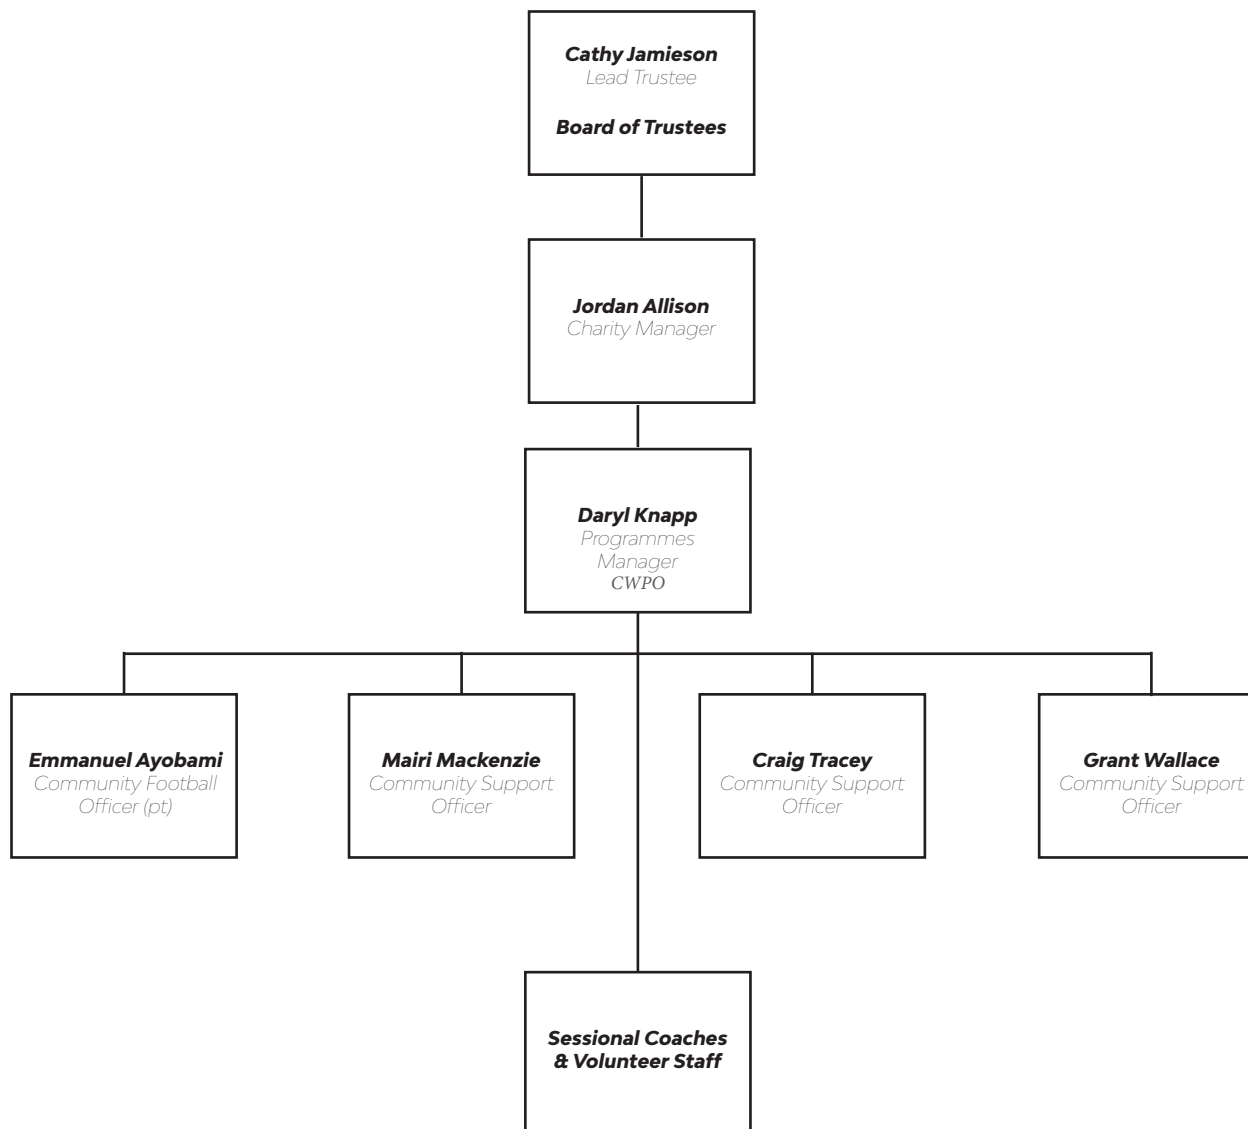 Cathy Jamieson
Lead Trustee
Board of Trustees
Jordan Allison
Charity Manager
Daryl Knapp
Programmes
Manager
CWPO
Emmanuel Ayobami
Community Football
Officer (pt)
Mairi Mackenzie
Community Support
Officer
Craig Tracey
Community Support
Officer
Grant Wallace
Community Support
Officer
Sessional Coaches
& Volunteer Staff